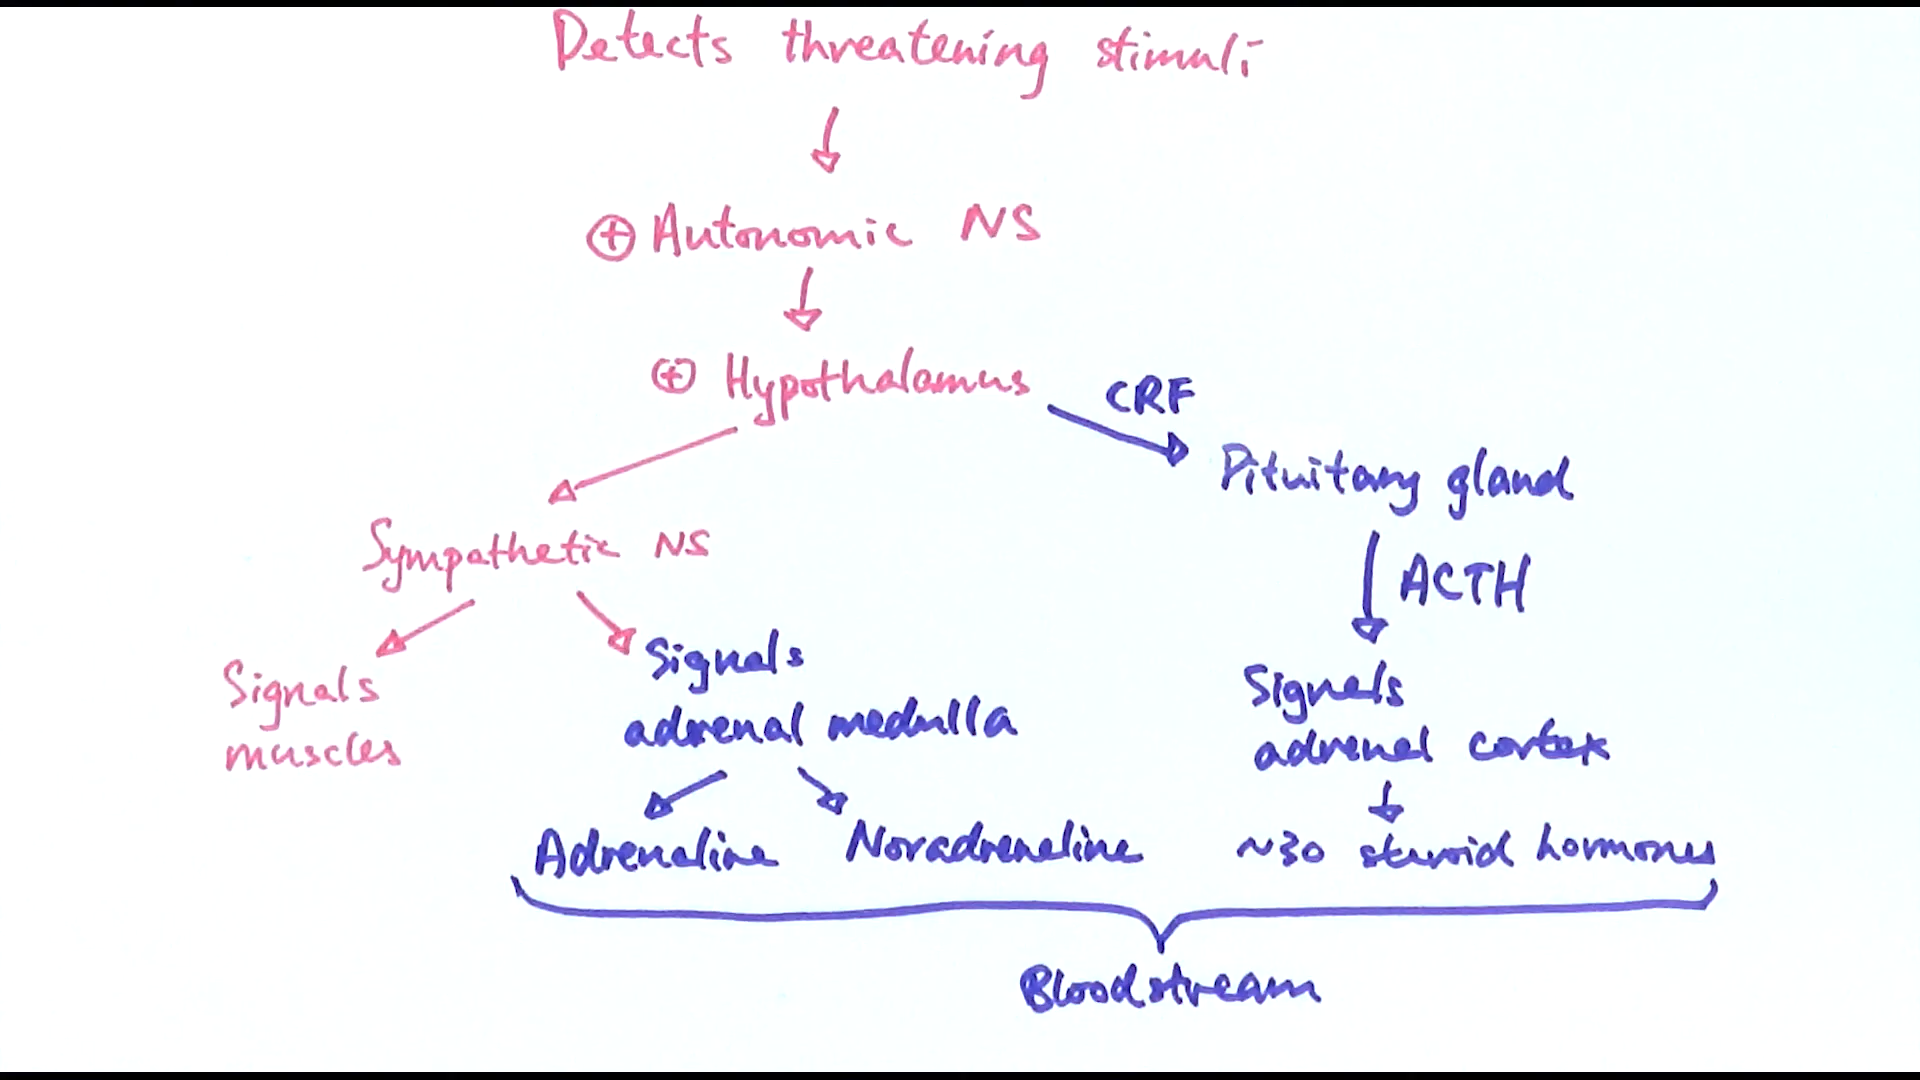 Detects threatening stimuli
⊕ Autonomic NS
⊕ Hypothalamus
CRF
Pituitary gland
Sympathetic NS
ACTH
Signals
muscles
Signals
adrenal medulla
Signals
adrenal cortex
Adrenaline
Noradrenaline
~30 steroid hormones
Bloodstream